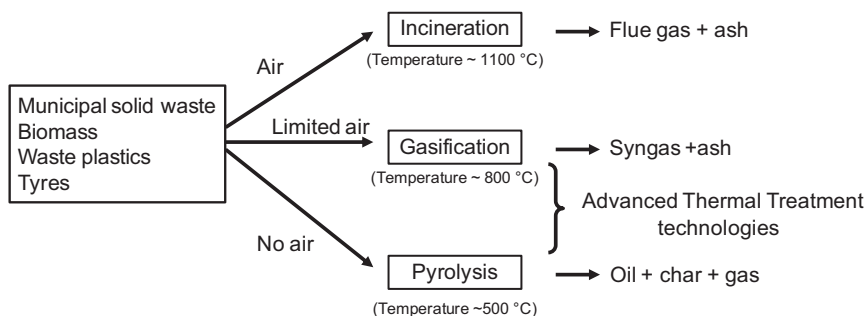 Municipal solid waste
Biomass
Waste plastics
Tyres
Air
Limited air
No air
Incineration
(Temperature ~ 1100 °C)
Flue gas + ash
Gasification
(Temperature ~ 800 °C)
Syngas +ash
Advanced Thermal Treatment
technologies
Pyrolysis
(Temperature ~500 °C)
Oil + char + gas